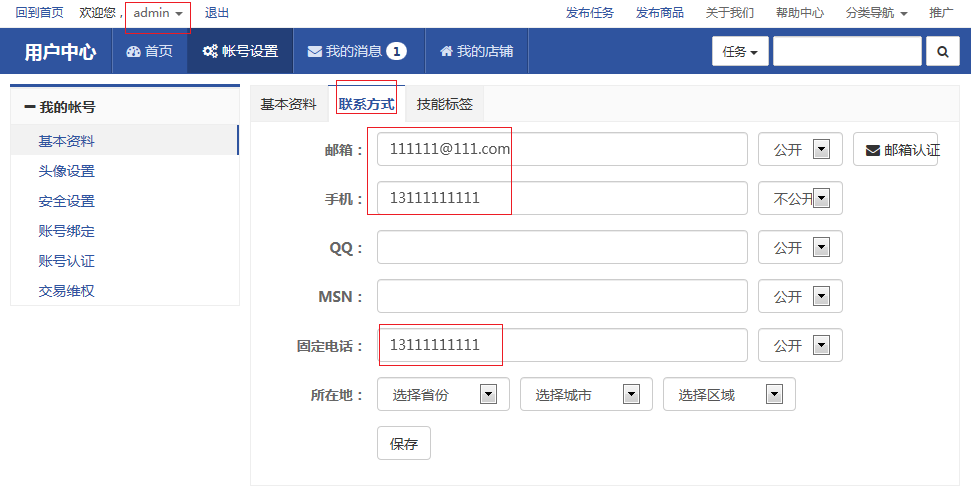 回到首页 欢迎您, admin 退出 发布任务 发布商品 关于我们 帮助中心 分类导航 推广
用户中心 首页 帐号设置 我的消息 1 我的店铺 任务
我的帐号
基本资料
头像设置
安全设置
账号绑定
账号认证
交易维权
基本资料 联系方式 技能标签
邮箱： 111111@111.com 公开 邮箱认证
手机： 13111111111 不公开
QQ： 公开
MSN： 公开
固定电话： 13111111111 公开
所在地： 选择省份 选择城市 选择区域
保存